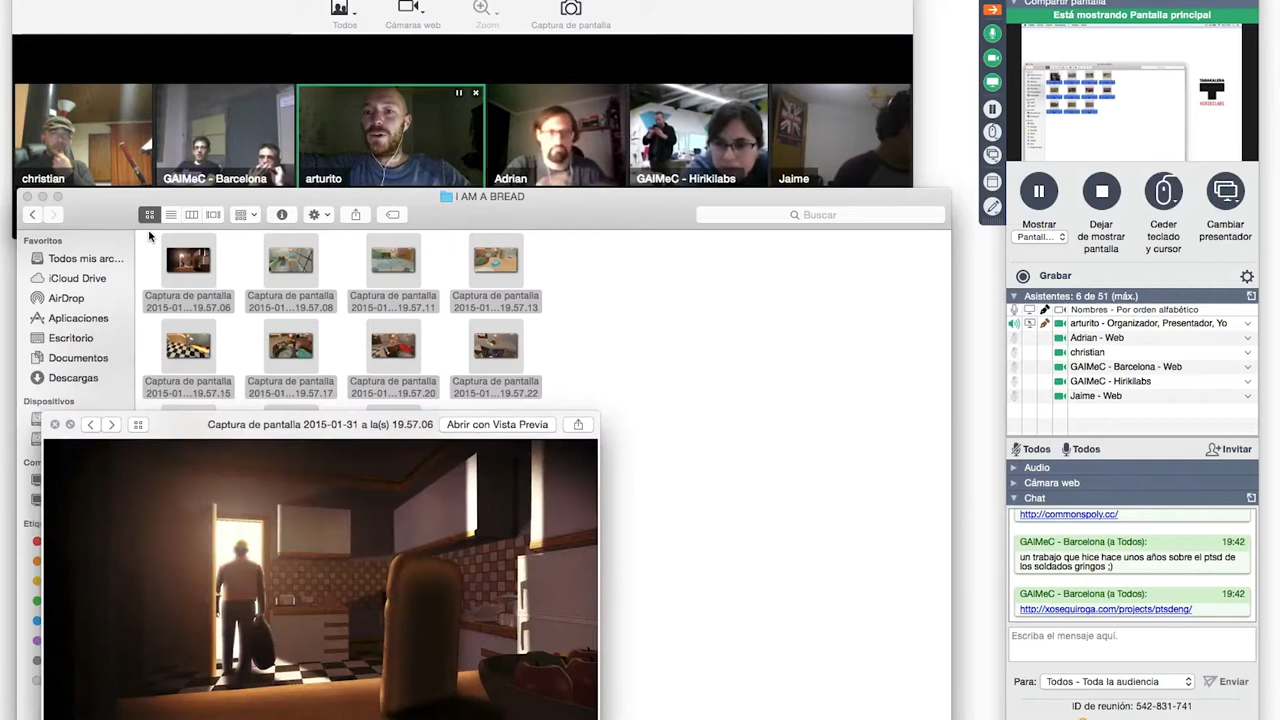 Todos
Cámaras web
Zoom
Captura de pantalla
christian
GAIMeC - Barcelona
arturito
Adrian
GAIMeC - Hirikilabs
Jaime
I AM A BREAD
Buscar
Favoritos
Todos mis arc...
iCloud Drive
AirDrop
Aplicaciones
Escritorio
Documentos
Descargas
Dispositivos
Com
Etiq
Captura de pantalla
2015-01...19.57.06
Captura de pantalla
2015-01...19.57.08
Captura de pantalla
2015-01...19.57.11
Captura de pantalla
2015-01...19.57.13
Captura de pantalla
2015-01...19.57.15
Captura de pantalla
2015-01...19.57.17
Captura de pantalla
2015-01...19.57.20
Captura de pantalla
2015-01...19.57.22
Captura de pantalla 2015-01-31 a la(s) 19.57.06
Abrir con Vista Previa
Compartir pantalla
Está mostrando Pantalla principal
TABAKALERA
HIRIKILABS
Mostrar
Pantall...
Dejar
de mostrar
pantalla
Ceder
teclado
y cursor
Cambiar
presentador
Grabar
Asistentes: 6 de 51 (máx.)
Nombres - Por orden alfabético
arturito - Organizador, Presentador, Yo
Adrian - Web
christian
GAIMeC - Barcelona - Web
GAIMeC - Hirikilabs
Jaime - Web
Todos
Todos
Invitar
Audio
Cámara web
Chat
http://commonspoly.cc/
GAIMeC - Barcelona (a Todos): 19:42
un trabajo que hice hace unos años sobre el ptsd de
los soldados gringos ;)
GAIMeC - Barcelona (a Todos): 19:42
http://xosequiroga.com/projects/ptsdeng/
Escriba el mensaje aquí.
Para:
Todos - Toda la audiencia
Enviar
ID de reunión: 542-831-741